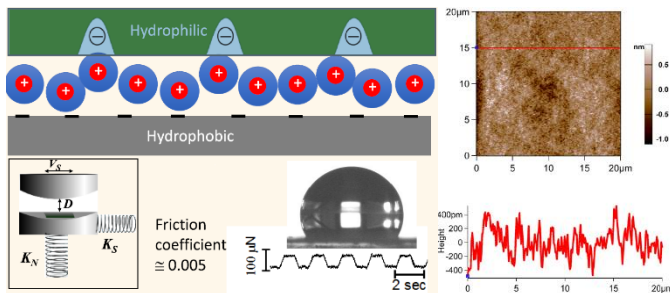 Hydrophilic
Hydrophobic
V_S
D
K_S
K_N
Friction
coefficient
≅ 0.005
100 µN
2 sec
20µm
15
10
5
0
0
5
10
15
20µm
nm
0.5
0.0
-0.5
-1.0
Height
400pm
200
0
-200
-400
0
5
10
15
20µm